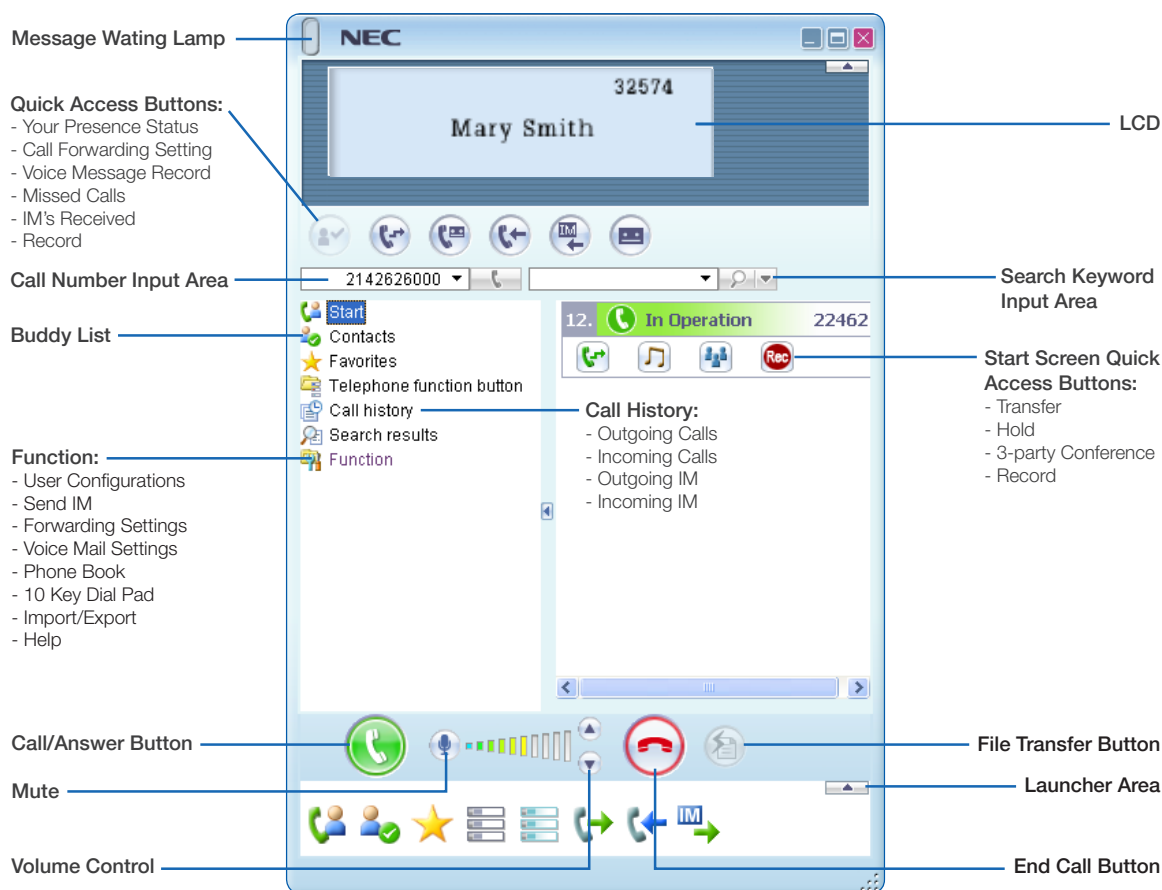 Message Wating Lamp
NEC
32574
Mary Smith
LCD
Quick Access Buttons:
- Your Presence Status
- Call Forwarding Setting
- Voice Message Record
- Missed Calls
- IM's Received
- Record
IM
Call Number Input Area
2142626000
Search Keyword
Input Area
Buddy List
Start
Contacts
Favorites
Telephone function button
Call history
Search results
Function
12. In Operation 22462
Rec
Start Screen Quick
Access Buttons:
- Transfer
- Hold
- 3-party Conference
- Record
Call History:
- Outgoing Calls
- Incoming Calls
- Outgoing IM
- Incoming IM
Function:
- User Configurations
- Send IM
- Forwarding Settings
- Voice Mail Settings
- Phone Book
- 10 Key Dial Pad
- Import/Export
- Help
Call/Answer Button
File Transfer Button
Mute
Launcher Area
IM
Volume Control
End Call Button